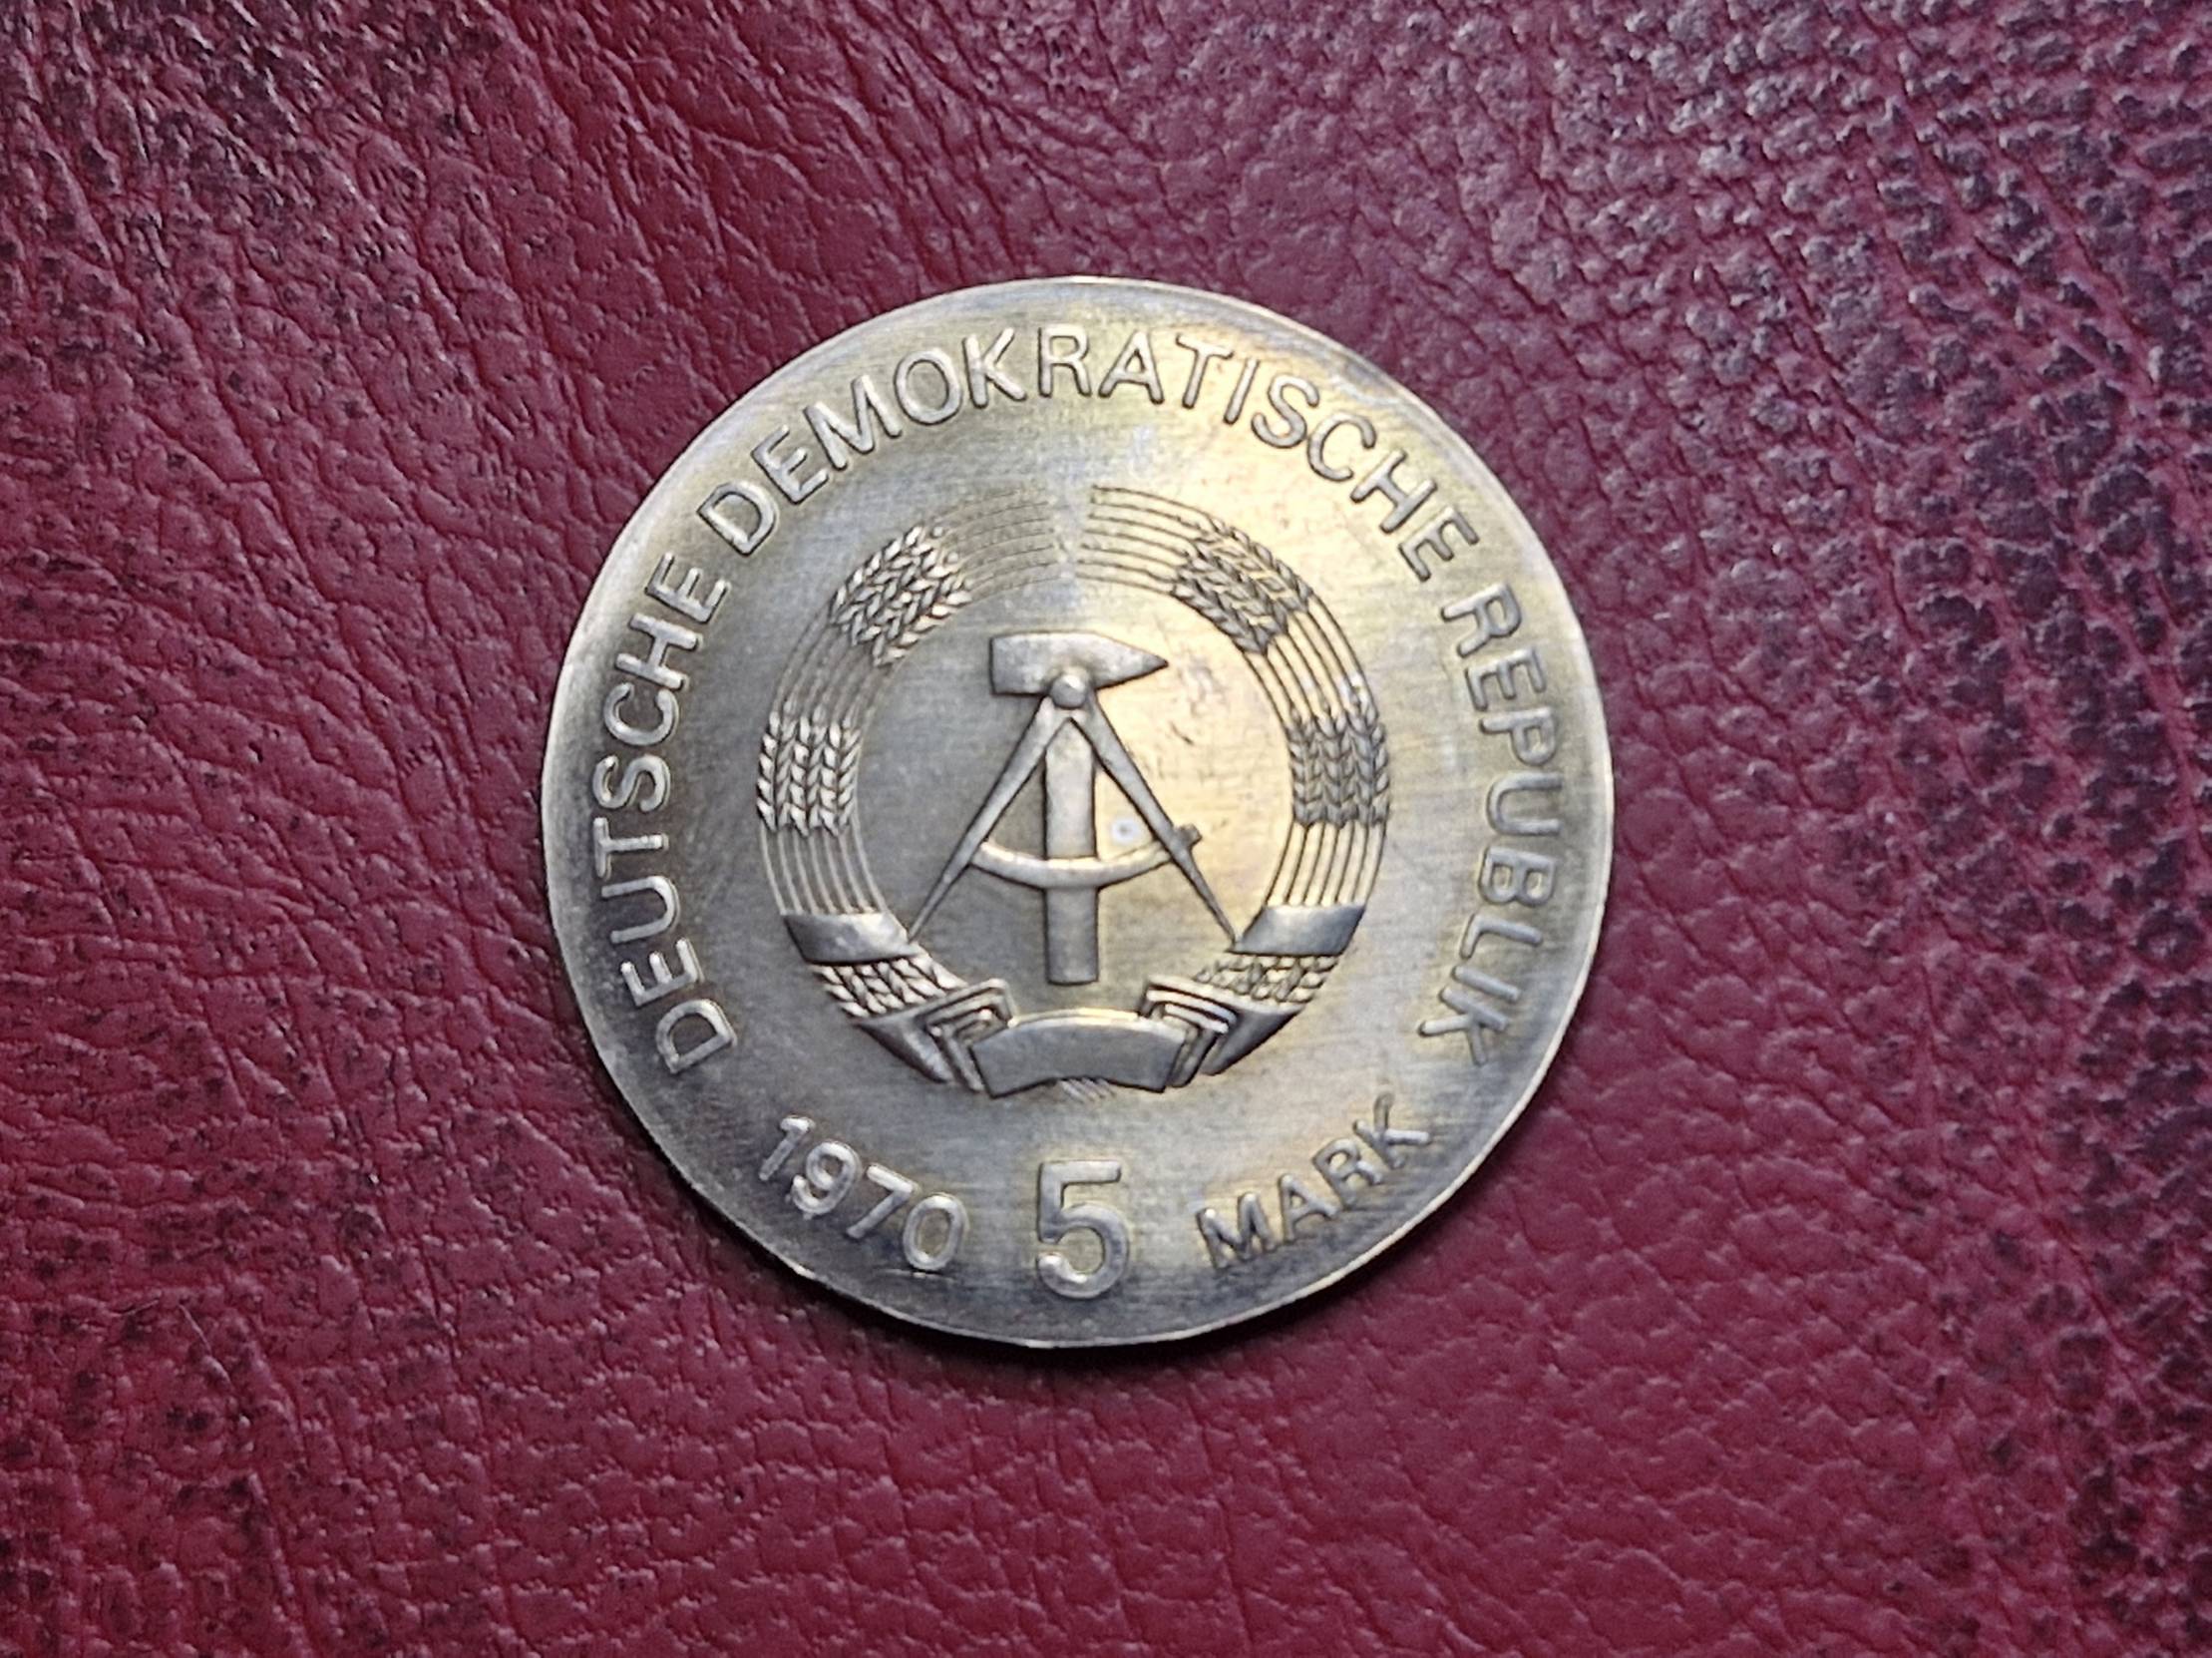 DEUTSCHE DEMOKRATISCHE REPUBLIK
1970 5 MARK